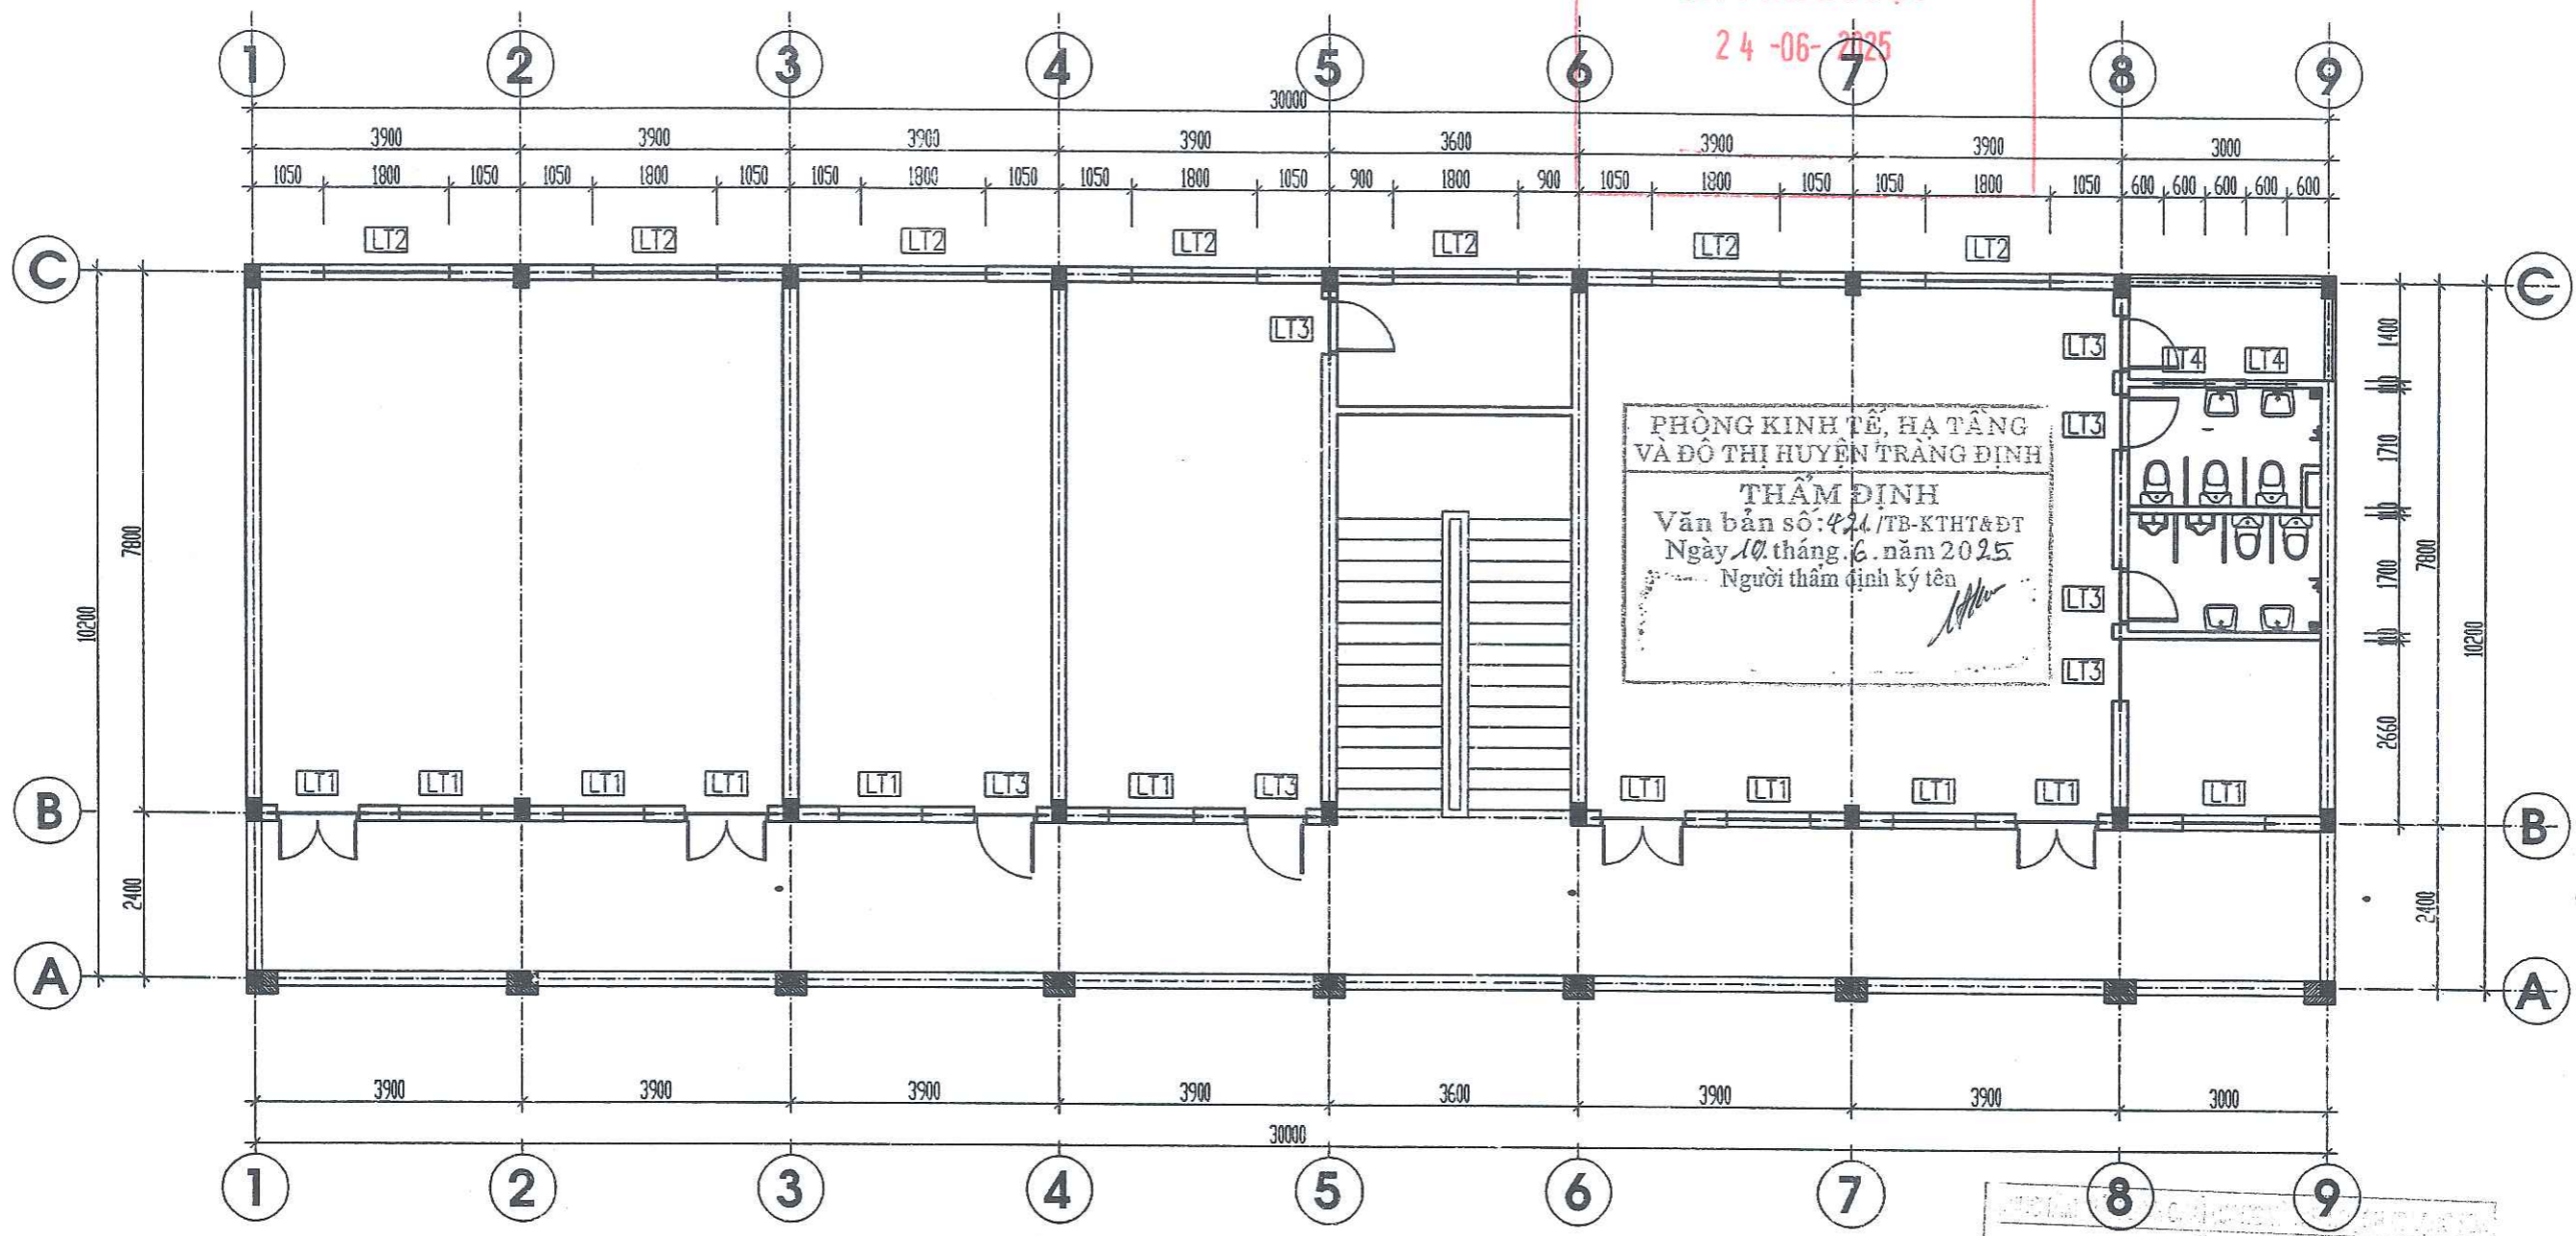 24 -06- 2025
1 2 3 4 5 6 7 8 9
30000
3900 3900 3900 3900 3600 3900 3900 3000
1050 1800 1050 1050 1800 1050 1050 1800 1050 1050 1800 1050 900 1800 900 1050 1800 1050 1050 1800 1050 600 600 600 600 600
LT2 LT2 LT2 LT2 LT2 LT2 LT2
C C
LT3 LT3 LT4 LT4
1400
110
LT3
1710
PHÒNG KINH TẾ, HẠ TẦNG
VÀ ĐÔ THỊ HUYỆN TRÀNG ĐỊNH
THẨM ĐỊNH
Văn bản số: 421/TB-KTHT&ĐT
Ngày 10 tháng 6 năm 2025
Người thẩm định ký tên
110
7800 1700 7800
LT3
10200 110 10200
LT3
2660
LT1 LT1 LT1 LT1 LT1 LT3 LT1 LT3 LT1 LT1 LT1 LT1 LT1
B B
2400 2400
A A
3900 3900 3900 3900 3600 3900 3900 3000
30000
1 2 3 4 5 6 7 8 9